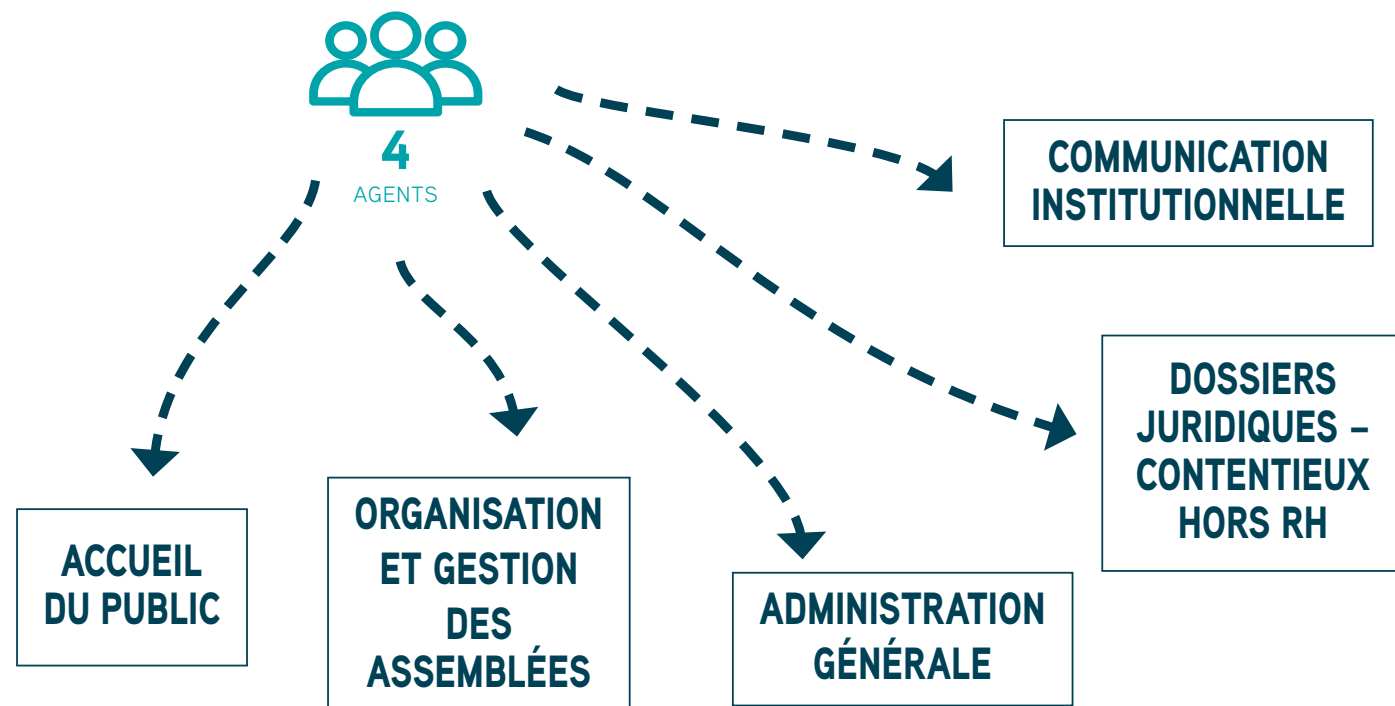 4
AGENTS
COMMUNICATION
INSTITUTIONNELLE
DOSSIERS
JURIDIQUES –
CONTENTIEUX
HORS RH
ACCUEIL
DU PUBLIC
ORGANISATION
ET GESTION
DES
ASSEMBLÉES
ADMINISTRATION
GÉNÉRALE